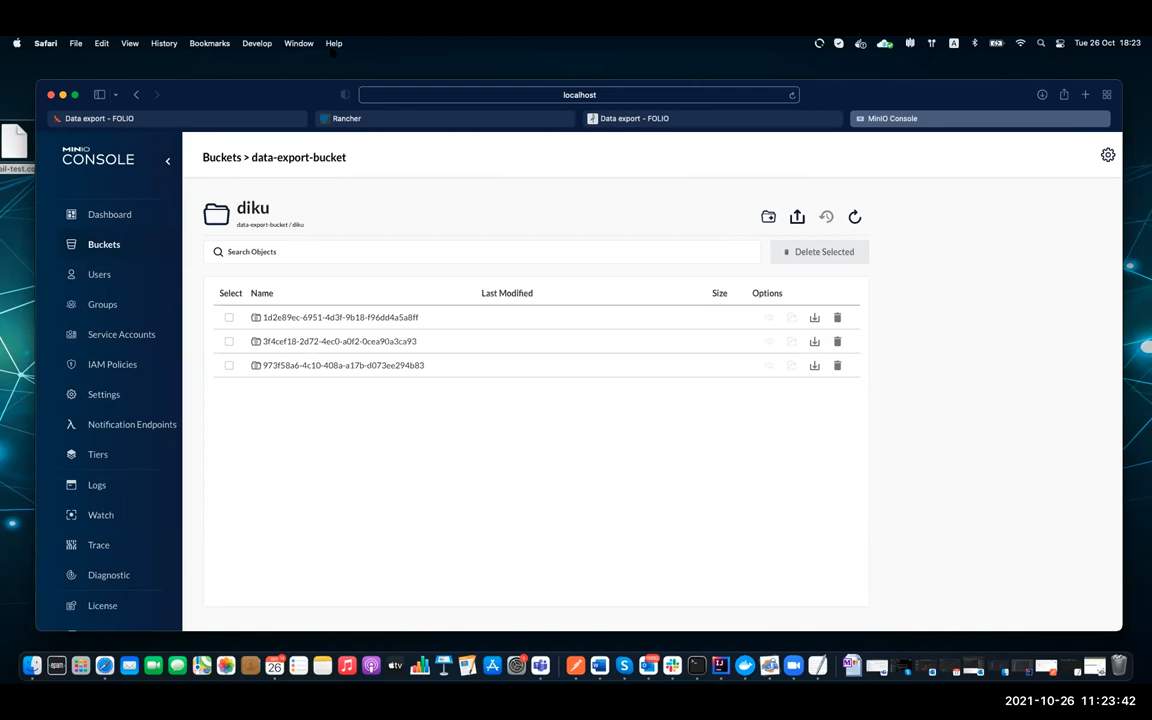 Safari File Edit View History Bookmarks Develop Window Help A Tue 26 Oct 18:23
localhost
Data export – FOLIO Rancher Data export – FOLIO MinIO Console
MINIO
CONSOLE
Buckets > data-export-bucket
diku
data-export-bucket / diku
Dashboard
Buckets
Users
Groups
Service Accounts
IAM Policies
Settings
Notification Endpoints
Tiers
Logs
Watch
Trace
Diagnostic
License
Search Objects
Delete Selected
Select Name Last Modified Size Options
1d2e89ec-6951-4d3f-9b18-f96dd4a5a8ff
3f4cef18-2d72-4ec0-a0f2-0cea90a3ca93
973f58a6-4c10-408a-a17b-d073ee294b83
26
2021-10-26 11:23:42